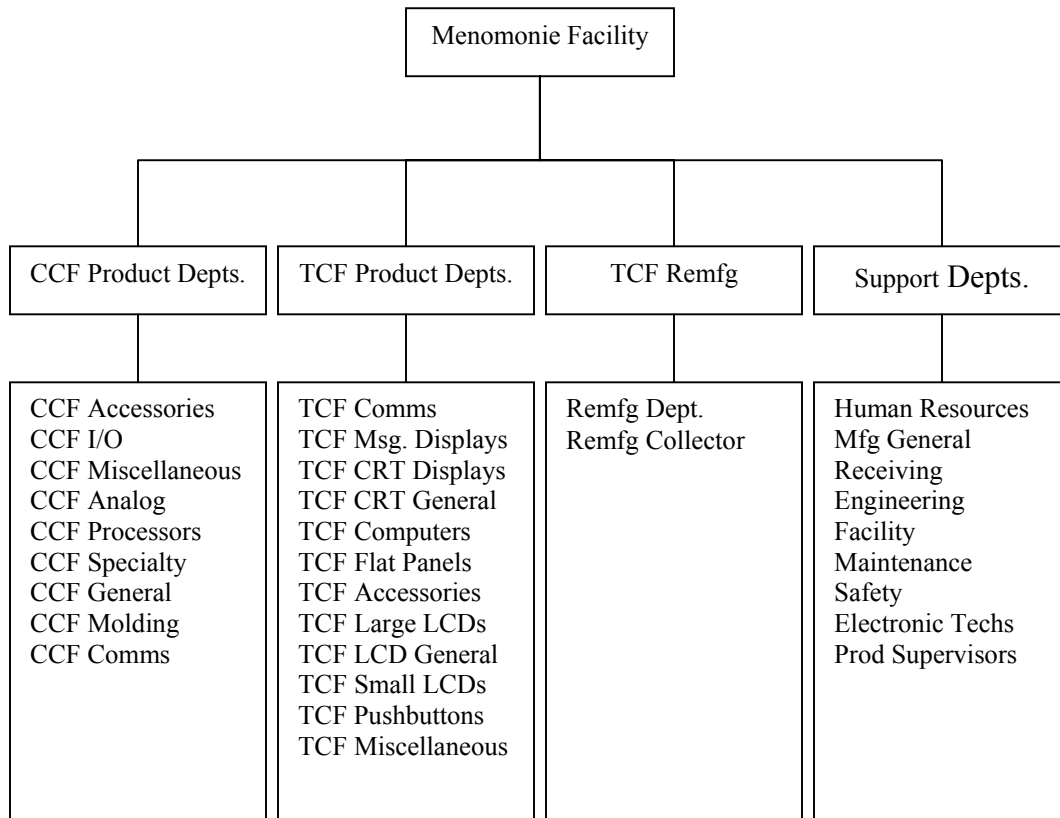 Menomonie Facility
CCF Product Depts.
TCF Product Depts.
TCF Remfg
Support Depts.
CCF Accessories
CCF I/O
CCF Miscellaneous
CCF Analog
CCF Processors
CCF Specialty
CCF General
CCF Molding
CCF Comms
TCF Comms
TCF Msg. Displays
TCF CRT Displays
TCF CRT General
TCF Computers
TCF Flat Panels
TCF Accessories
TCF Large LCDs
TCF LCD General
TCF Small LCDs
TCF Pushbuttons
TCF Miscellaneous
Remfg Dept.
Remfg Collector
Human Resources
Mfg General
Receiving
Engineering
Facility
Maintenance
Safety
Electronic Techs
Prod Supervisors